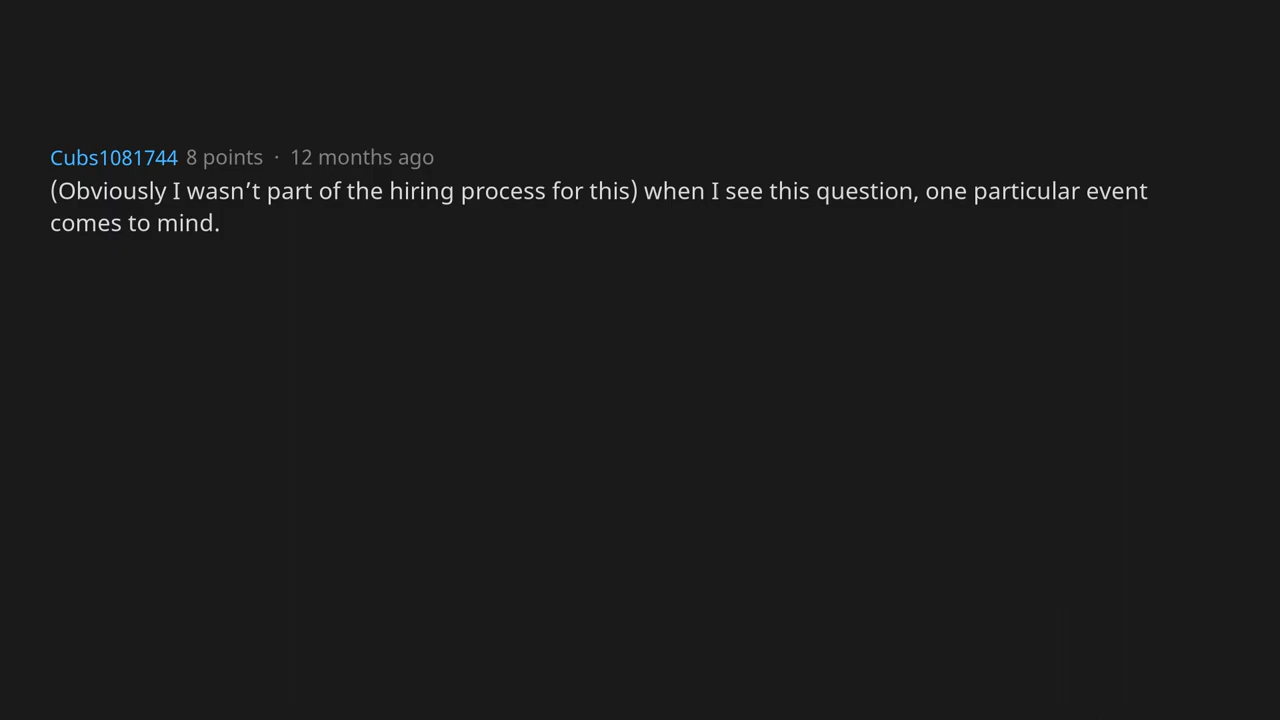 Cubs1081744 8 points · 12 months ago
(Obviously I wasn’t part of the hiring process for this) when I see this question, one particular event
comes to mind.